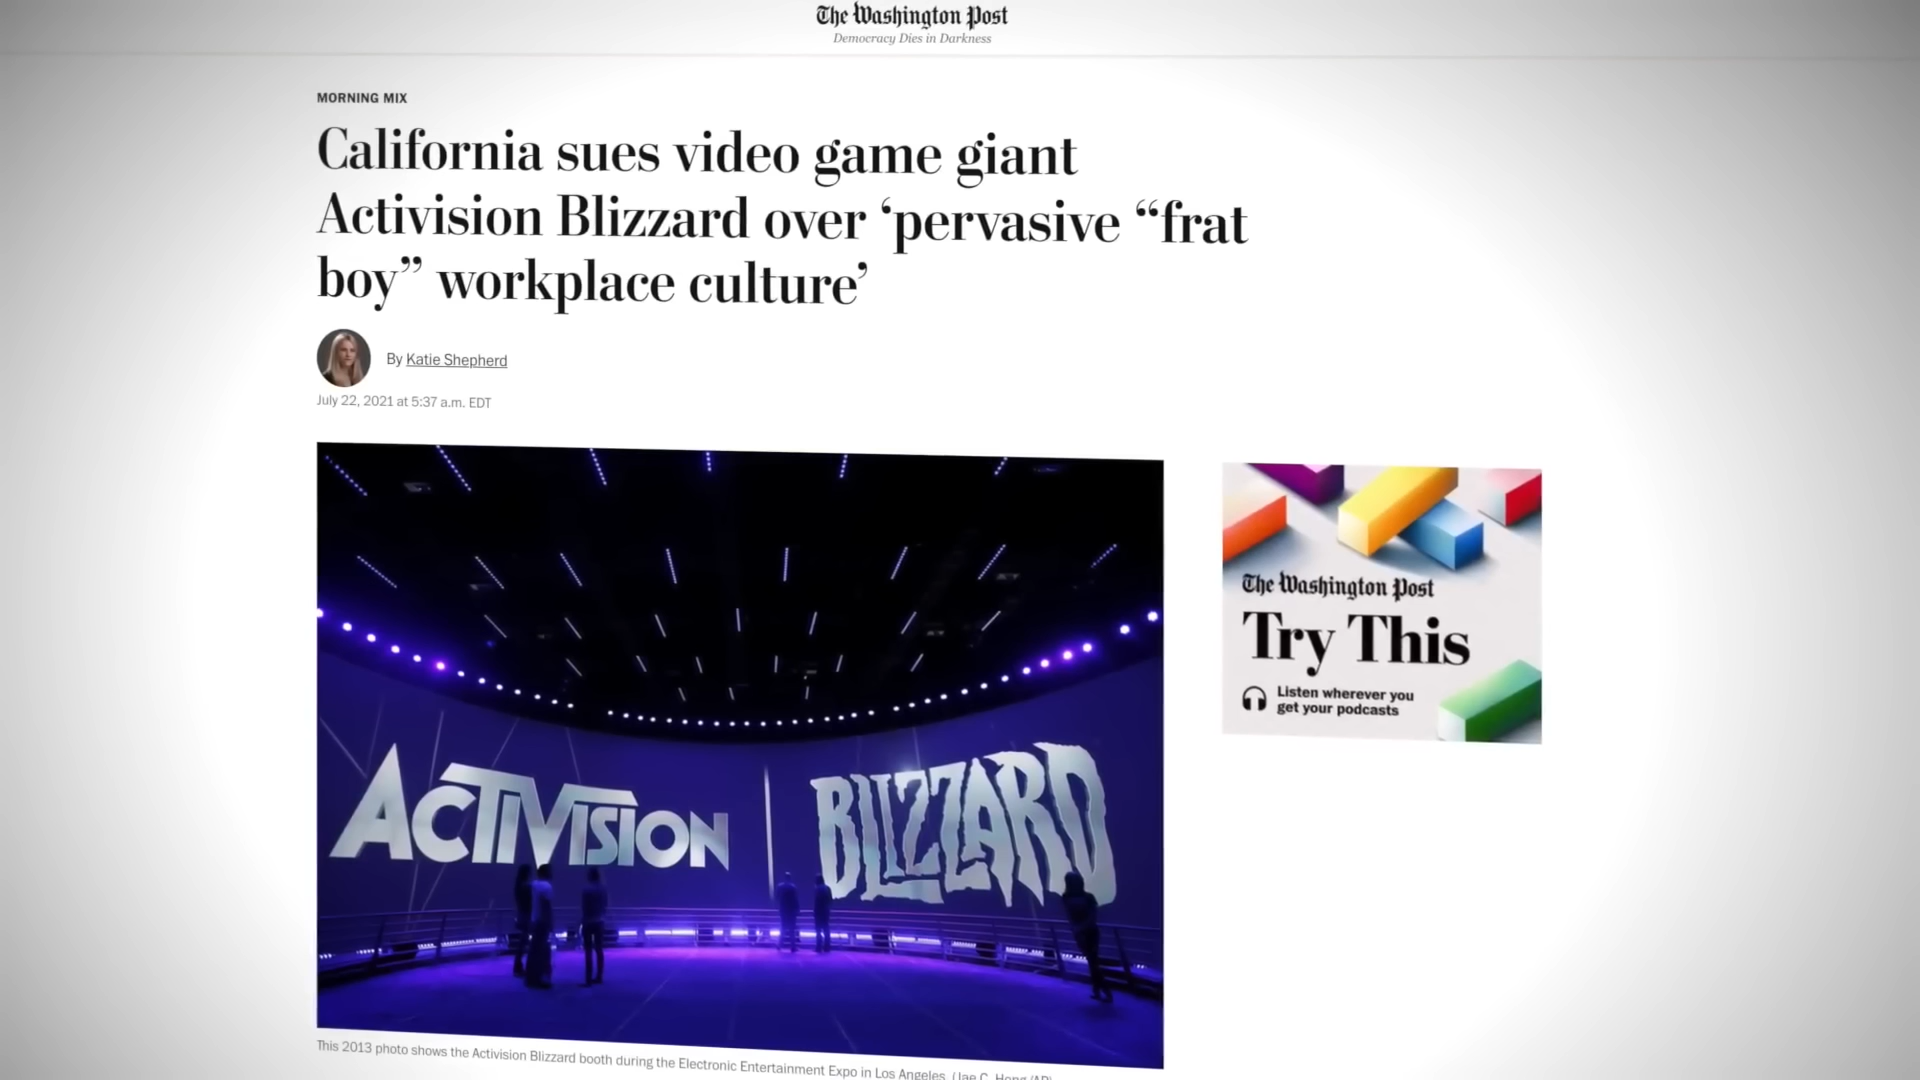 The Washington Post
Democracy Dies in Darkness
MORNING MIX
California sues video game giant
Activision Blizzard over ‘pervasive “frat
boy” workplace culture’
By Katie Shepherd
July 22, 2021 at 5:37 a.m. EDT
ACTIVISION
BLIZZARD
The Washington Post
Try This
Listen wherever you
get your podcasts
This 2013 photo shows the Activision Blizzard booth during the Electronic Entertainment Expo in Los Angeles. (Jae C. Hong/AP)